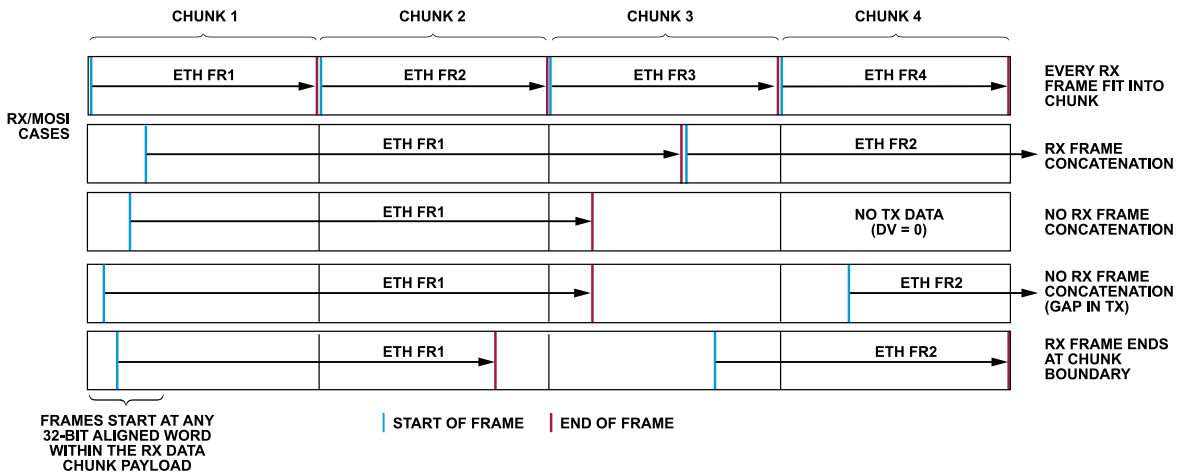 CHUNK 1
CHUNK 2
CHUNK 3
CHUNK 4
RX/MOSI
CASES
ETH FR1
ETH FR2
ETH FR3
ETH FR4
EVERY RX
FRAME FIT INTO
CHUNK
ETH FR1
ETH FR2
RX FRAME
CONCATENATION
ETH FR1
NO TX DATA
(DV = 0)
NO RX FRAME
CONCATENATION
ETH FR1
ETH FR2
NO RX FRAME
CONCATENATION
(GAP IN TX)
ETH FR1
ETH FR2
RX FRAME ENDS
AT CHUNK
BOUNDARY
FRAMES START AT ANY
32-BIT ALIGNED WORD
WITHIN THE RX DATA
CHUNK PAYLOAD
START OF FRAME
END OF FRAME